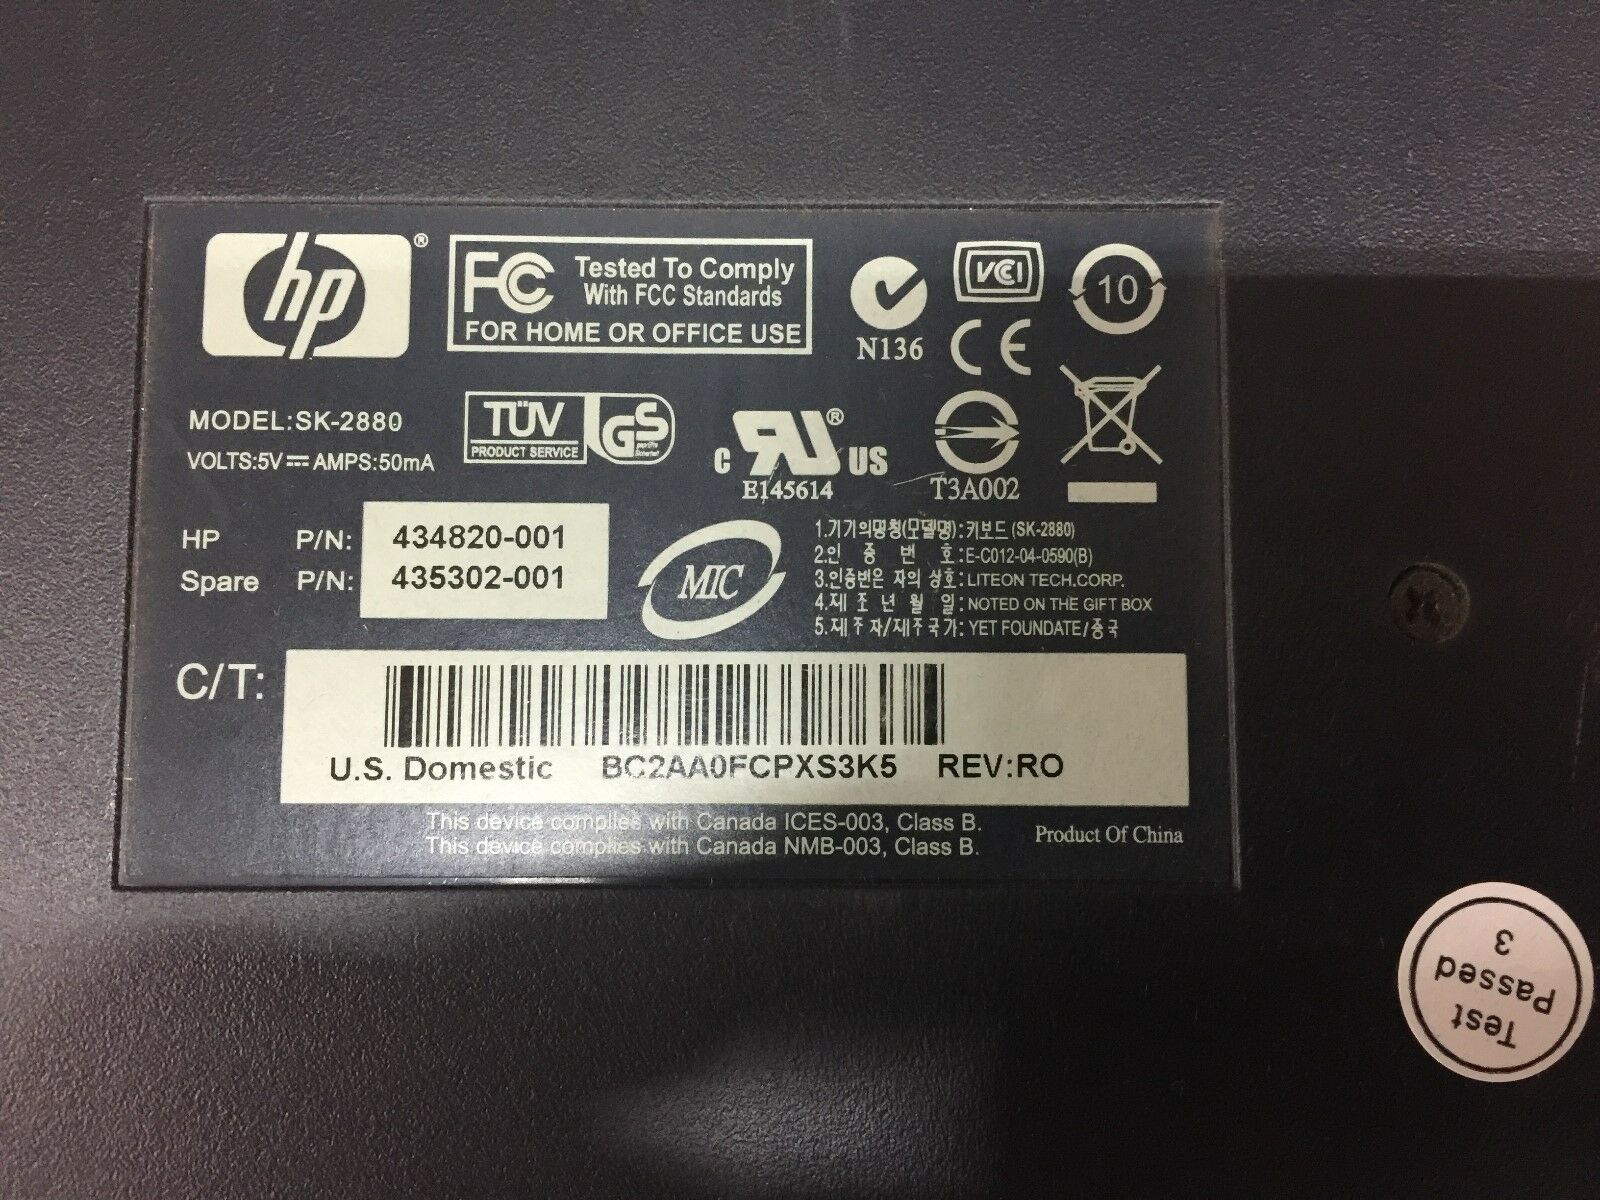 hp ®
FC Tested To Comply
With FCC Standards
FOR HOME OR OFFICE USE
N136
VCCI
10
CE
MODEL:SK-2880
VOLTS:5V⎓AMPS:50mA
TÜV
PRODUCT SERVICE
GS
geprüfte
Sicherheit
c RU ® US
E145614
T3A002
HP P/N: 434820-001
Spare P/N: 435302-001
MIC
1.기기의명칭(모델명):키보드(SK-2880)
2.인 증 번 호:E-C012-04-0590(B)
3.인증받은 자의 상호:LITEON TECH.CORP.
4.제 조 년 월 일:NOTED ON THE GIFT BOX
5.제조자/제조국가:YET FOUNDATE/중국
C/T:
U.S. Domestic BC2AA0FCPXS3K5 REV:RO
This device complies with Canada ICES-003, Class B.
This device complies with Canada NMB-003, Class B.
Product Of China
Test
Passed
3